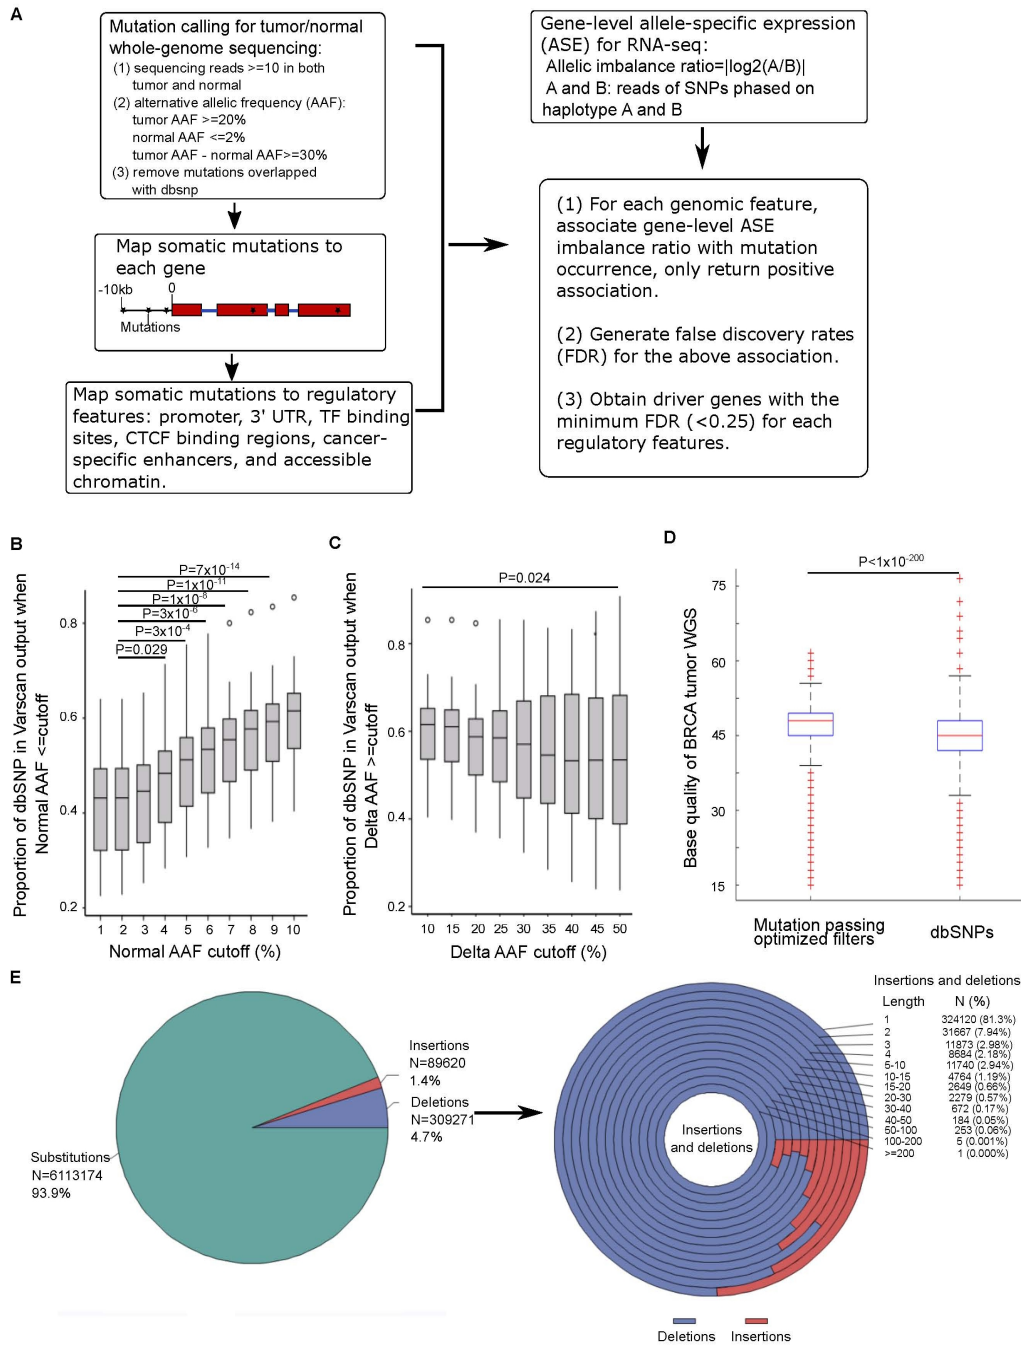 A
Mutation calling for tumor/normal
whole-genome sequencing:
(1) sequencing reads >=10 in both
tumor and normal
(2) alternative allelic frequency (AAF):
tumor AAF >=20%
normal AAF <=2%
tumor AAF - normal AAF>=30%
(3) remove mutations overlapped
with dbsnp
Map somatic mutations to
each gene
-10kb
0
Mutations
Map somatic mutations to regulatory
features: promoter, 3' UTR, TF binding
sites, CTCF binding regions, cancer-
specific enhancers, and accessible
chromatin.
Gene-level allele-specific expression
(ASE) for RNA-seq:
Allelic imbalance ratio=|log2(A/B)|
A and B: reads of SNPs phased on
haplotype A and B
(1) For each genomic feature,
associate gene-level ASE
imbalance ratio with mutation
occurrence, only return positive
association.
(2) Generate false discovery rates
(FDR) for the above association.
(3) Obtain driver genes with the
minimum FDR (<0.25) for each
regulatory features.
B
Proportion of dbSNP in Varscan output when
Normal AAF <=cutoff
P=7x10-14
P=1x10-11
P=1x10-8
P=3x10-6
P=3x10-4
P=0.029
0.8
0.6
0.4
0.2
1 2 3 4 5 6 7 8 9 10
Normal AAF cutoff (%)
C
Proportion of dbSNP in Varscan output when
Delta AAF >=cutoff
P=0.024
0.8
0.6
0.4
0.2
10 15 20 25 30 35 40 45 50
Delta AAF cutoff (%)
D
Base quality of BRCA tumor WGS
P<1x10-200
75
60
45
30
15
Mutation passing
optimized filters
dbSNPs
E
Insertions
N=89620
1.4%
Deletions
N=309271
4.7%
Substitutions
N=6113174
93.9%
Insertions
and deletions
Insertions and deletions
Length N (%)
1 324120 (81.3%)
2 31667 (7.94%)
3 11873 (2.98%)
4 8684 (2.18%)
5-10 11740 (2.94%)
10-15 4764 (1.19%)
15-20 2649 (0.66%)
20-30 2279 (0.57%)
30-40 672 (0.17%)
40-50 184 (0.05%)
50-100 253 (0.06%)
100-200 5 (0.001%)
>=200 1 (0.000%)
Deletions Insertions